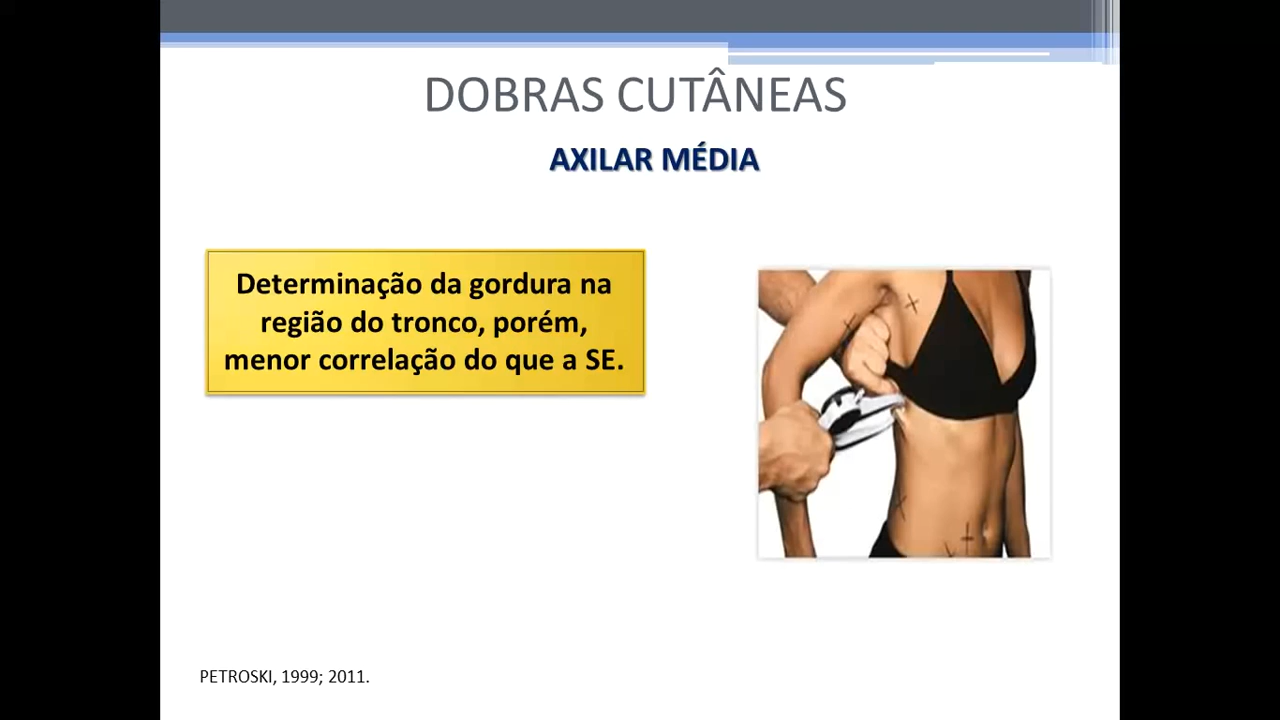 DOBRAS CUTÂNEAS
AXILAR MÉDIA
Determinação da gordura na
região do tronco, porém,
menor correlação do que a SE.
PETROSKI, 1999; 2011.